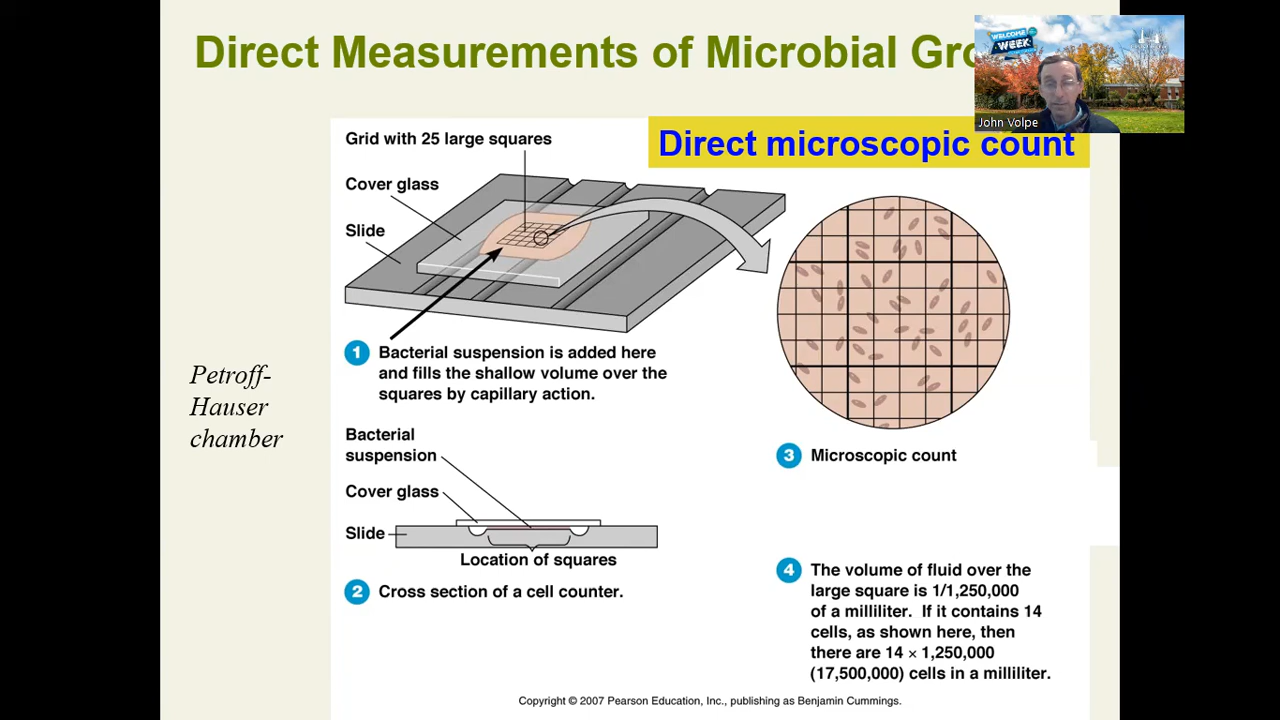 Direct Measurements of Microbial
WELCOME
WEEK
John Volpe
Direct microscopic count
Grid with 25 large squares
Cover glass
Slide
1 Bacterial suspension is added here
and fills the shallow volume over the
squares by capillary action.
Petroff-
Hauser
chamber
Bacterial
suspension
Cover glass
Slide
Location of squares
2 Cross section of a cell counter.
3 Microscopic count
4 The volume of fluid over the
large square is 1/1,250,000
of a milliliter. If it contains 14
cells, as shown here, then
there are 14 × 1,250,000
(17,500,000) cells in a milliliter.
Copyright © 2007 Pearson Education, Inc., publishing as Benjamin Cummings.